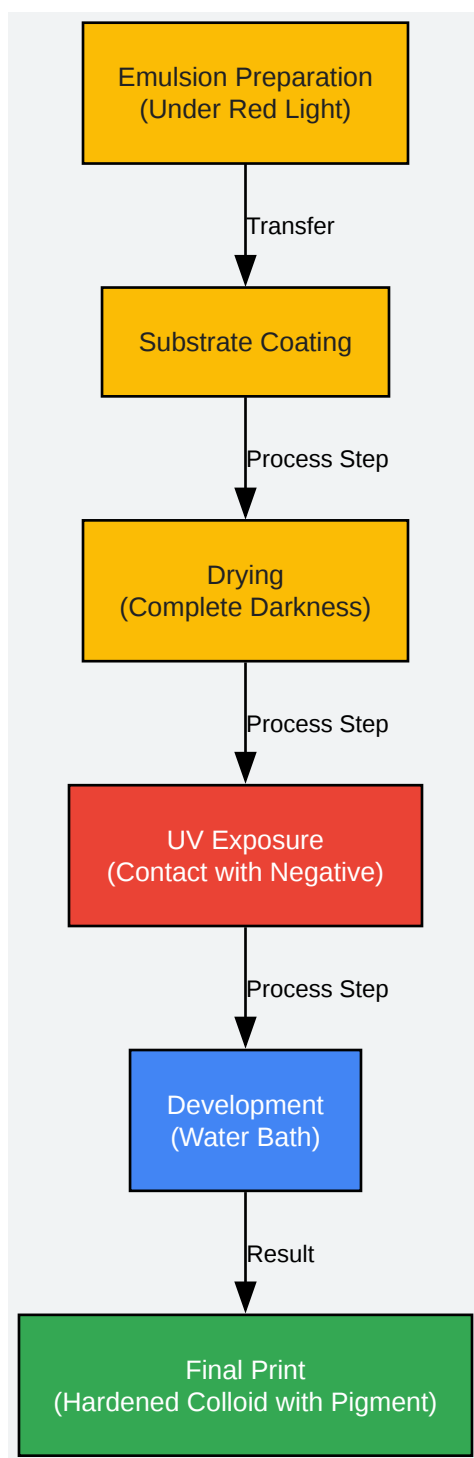 Emulsion Preparation
(Under Red Light)
Transfer
Substrate Coating
Process Step
Drying
(Complete Darkness)
Process Step
UV Exposure
(Contact with Negative)
Process Step
Development
(Water Bath)
Result
Final Print
(Hardened Colloid with Pigment)